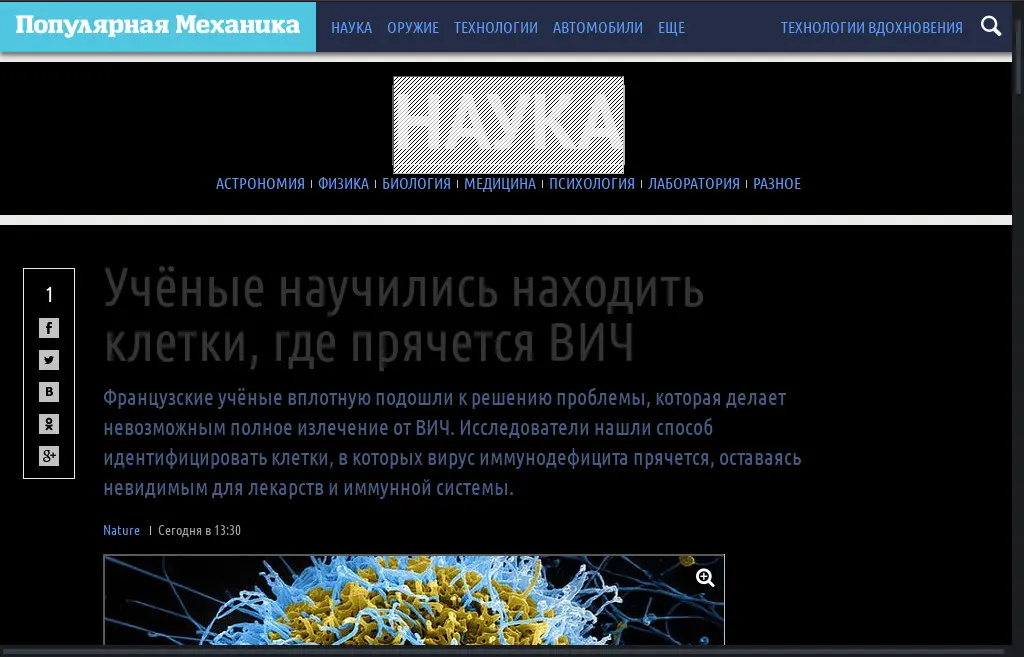 Популярная Механика НАУКА ОРУЖИЕ ТЕХНОЛОГИИ АВТОМОБИЛИ ЕЩЕ ТЕХНОЛОГИИ ВДОХНОВЕНИЯ
НАУКА
АСТРОНОМИЯ ФИЗИКА БИОЛОГИЯ МЕДИЦИНА ПСИХОЛОГИЯ ЛАБОРАТОРИЯ РАЗНОЕ
1
f
B
g+
Учёные научились находить
клетки, где прячется ВИЧ
Французские учёные вплотную подошли к решению проблемы, которая делает
невозможным полное излечение от ВИЧ. Исследователи нашли способ
идентифицировать клетки, в которых вирус иммунодефицита прячется, оставаясь
невидимым для лекарств и иммунной системы.
Nature | Сегодня в 13:30